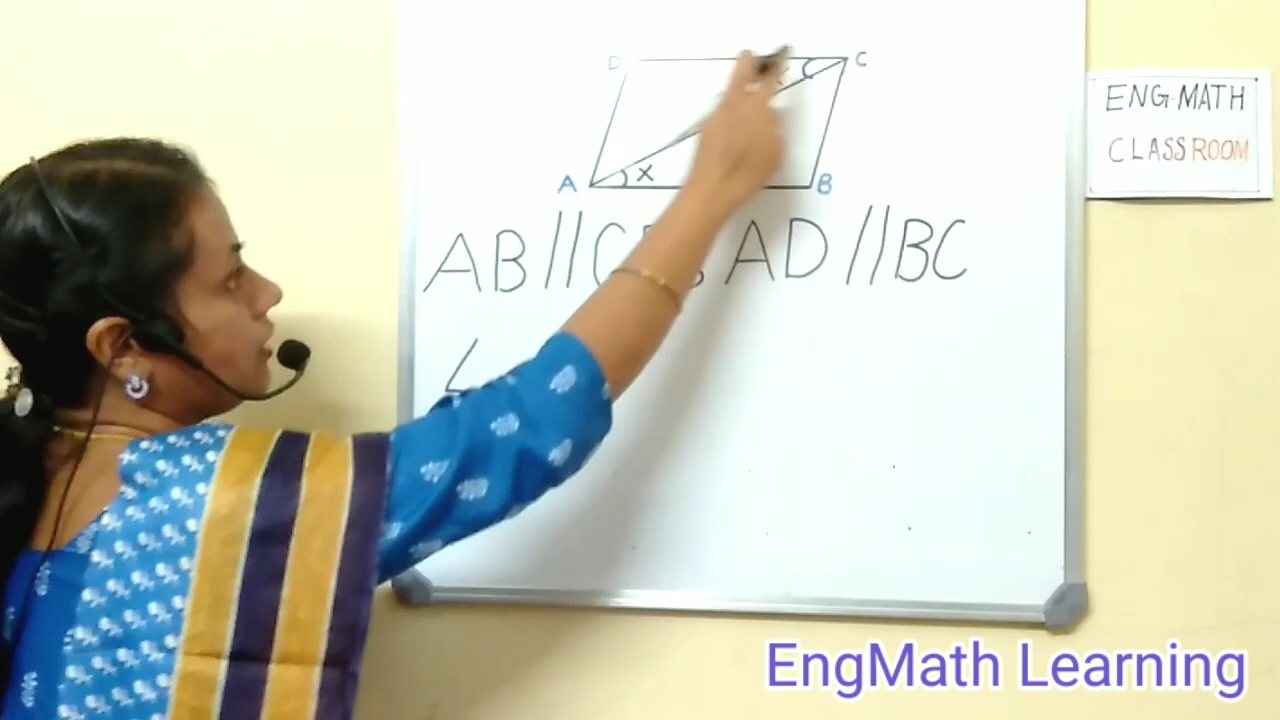 D C
X
A B
AB // C AD // BC
∠
ENG-MATH
CLASSROOM
EngMath Learning